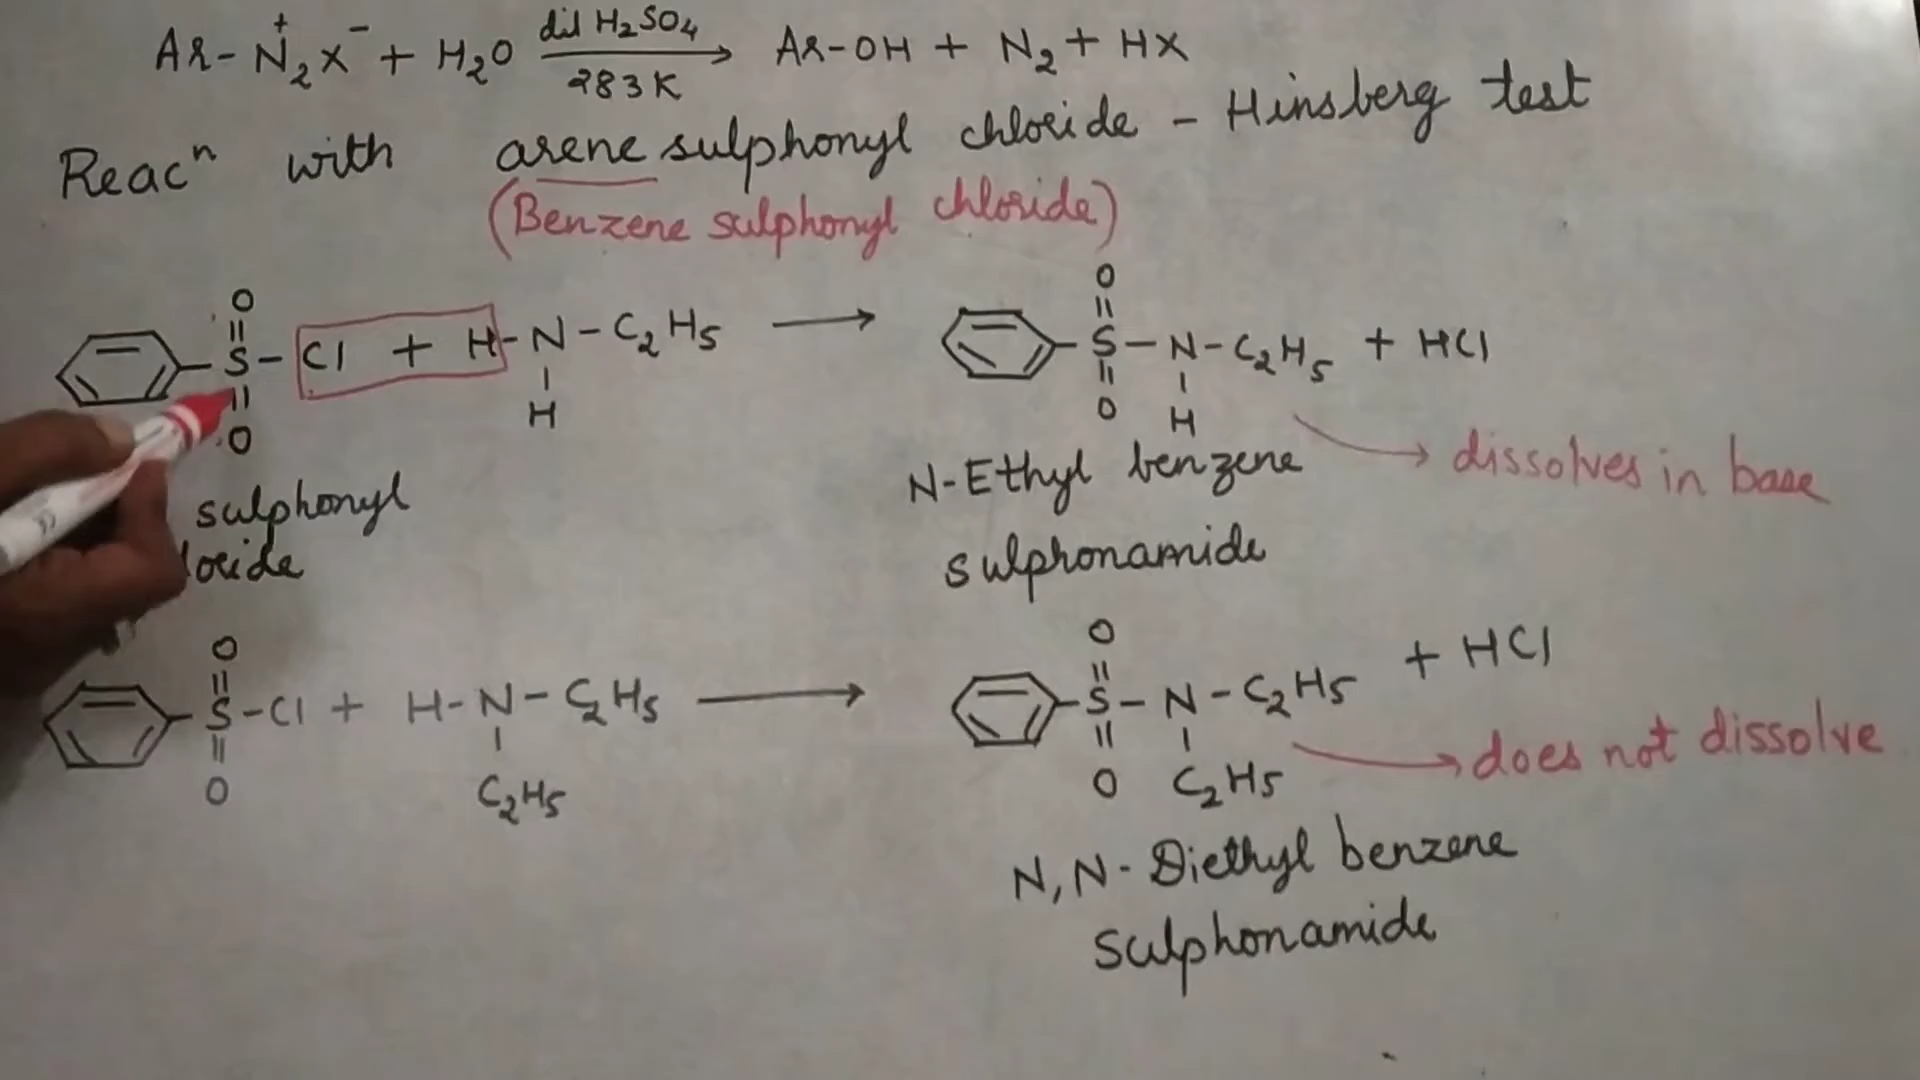 Ar-N₂⁺X⁻ + H₂O dil H₂SO₄ → 283K Ar-OH + N₂ + HX
Reacⁿ with arene sulphonyl chloride - Hinsberg test
(Benzene sulphonyl chloride)
O O
S-Cl + H-N-C₂H₅ → S-N-C₂H₅ + HCl
O H O H
sulphonyl N-Ethyl benzene → dissolves in base
sulphonamide
O O
S-Cl + H-N-C₂H₅ → S-N-C₂H₅ + HCl
O C₂H₅ O C₂H₅ → does not dissolve
N,N-Diethyl benzene
sulphonamide